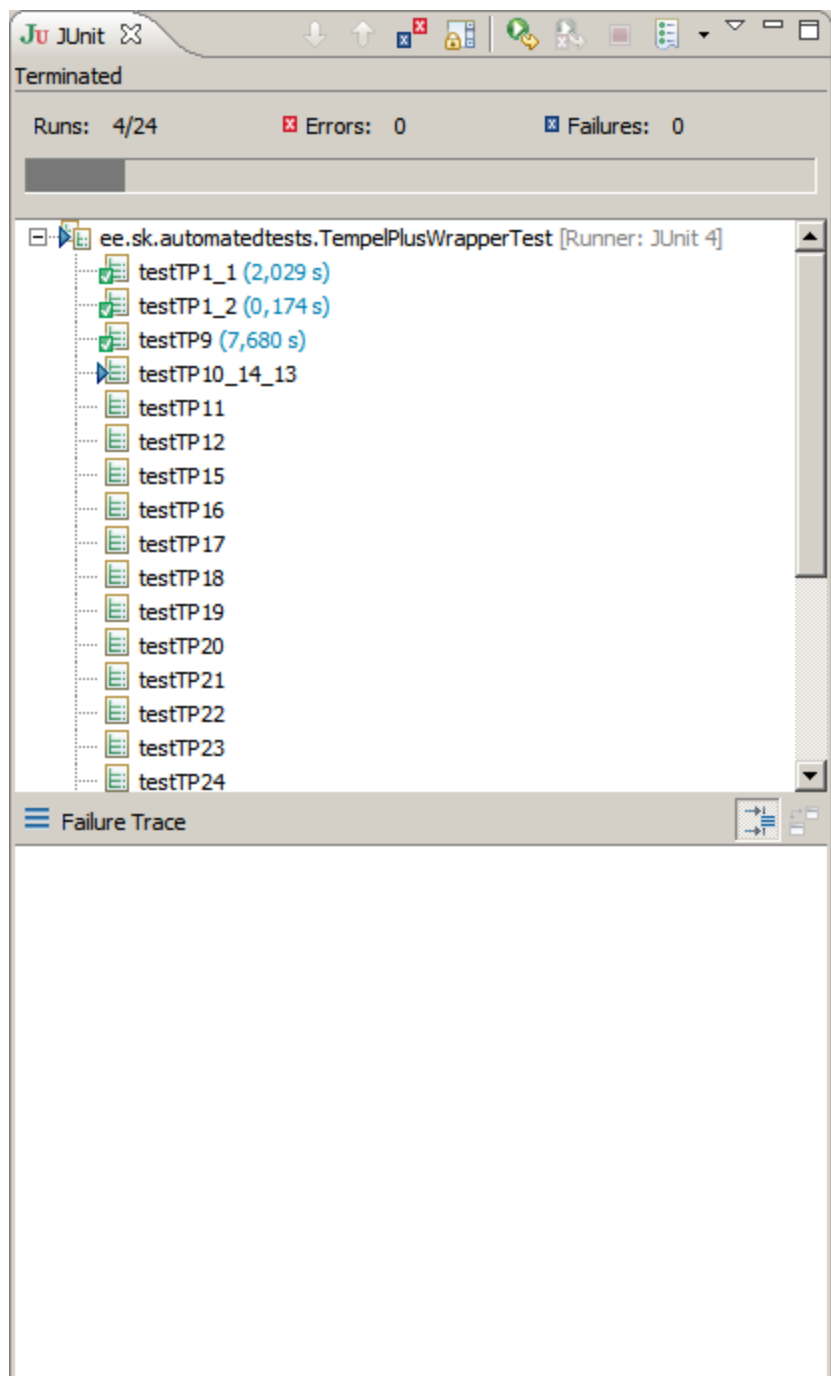 Ju JUnit
Terminated
Runs: 4/24 Errors: 0 Failures: 0
ee.sk.automatedtests.TempelPlusWrapperTest [Runner: JUnit 4]
testTP1_1 (2,029 s)
testTP1_2 (0,174 s)
testTP9 (7,680 s)
testTP10_14_13
testTP11
testTP12
testTP15
testTP16
testTP17
testTP18
testTP19
testTP20
testTP21
testTP22
testTP23
testTP24
Failure Trace